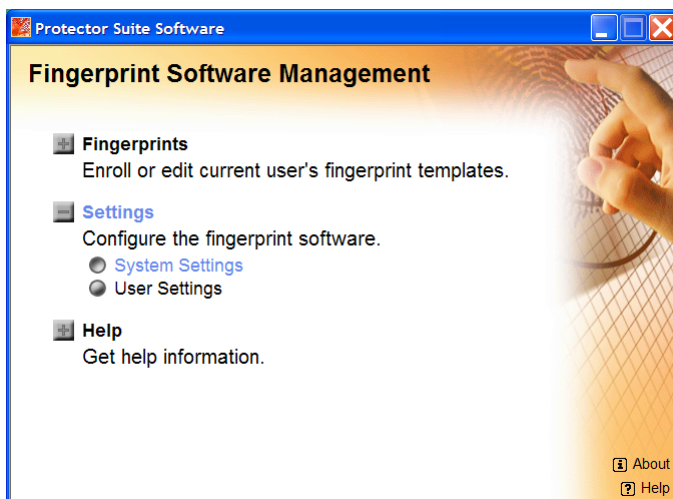 Protector Suite Software
Fingerprint Software Management
Fingerprints
Enroll or edit current user's fingerprint templates.
Settings
Configure the fingerprint software.
System Settings
User Settings
Help
Get help information.
About
Help